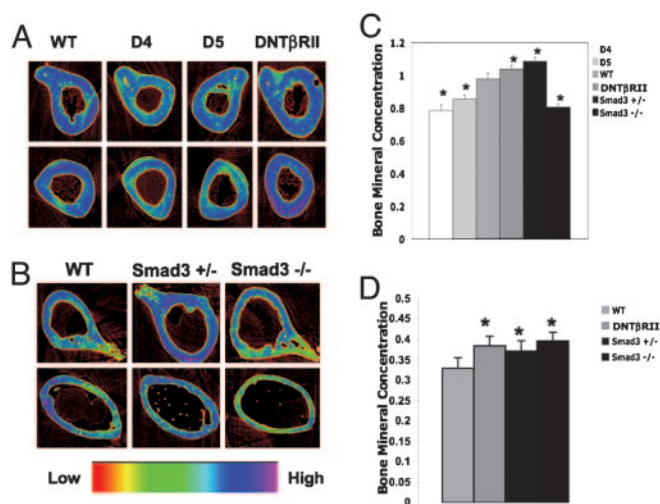 A
WT D4 D5 DNTβRII
B
WT Smad3 +/- Smad3 -/-
Low High
C
Bone Mineral Concentration
1.2
1
0.8
0.6
0.4
0.2
0
* * * * *
D4
D5
WT
DNTβRII
Smad3 +/-
Smad3 -/-
D
Bone Mineral Concentration
0.5
0.45
0.4
0.35
0.3
0.25
0.2
0.15
0.1
0.05
0
* * *
WT
DNTβRII
Smad3 +/-
Smad3 -/-